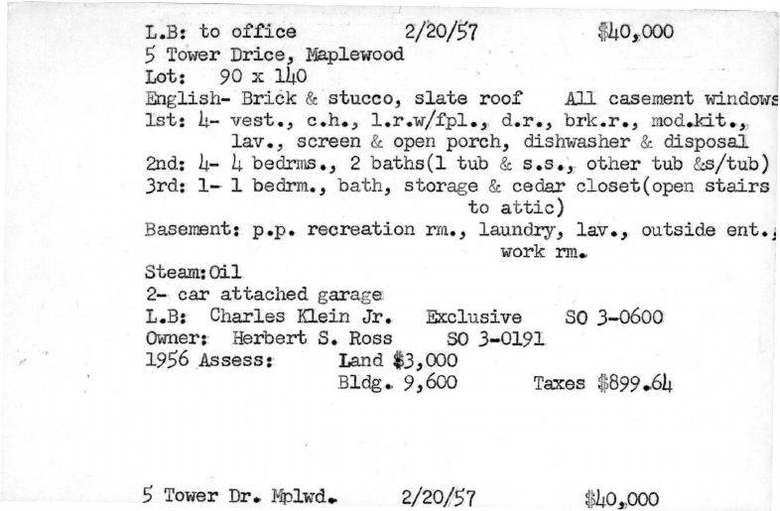 L.B: to office 2/20/57 $40,000
5 Tower Drice, Maplewood
Lot: 90 x 140
English- Brick & stucco, slate roof All casement windows
1st: 4- vest., c.h., l.r.w/fpl., d.r., brk.r., mod.kit.,
lav., screen & open porch, dishwasher & disposal
2nd: 4- 4 bedrms., 2 baths(1 tub & s.s., other tub &s/tub)
3rd: 1- 1 bedrm., bath, storage & cedar closet(open stairs
to attic)
Basement: p.p. recreation rm., laundry, lav., outside ent.,
work rm.
Steam:Oil
2- car attached garage
L.B: Charles Klein Jr. Exclusive SO 3-0600
Owner: Herbert S. Ross SO 3-0191
1956 Assess: Land $3,000
Bldg. 9,600 Taxes $899.64
5 Tower Dr. Mplwd. 2/20/57 $40,000